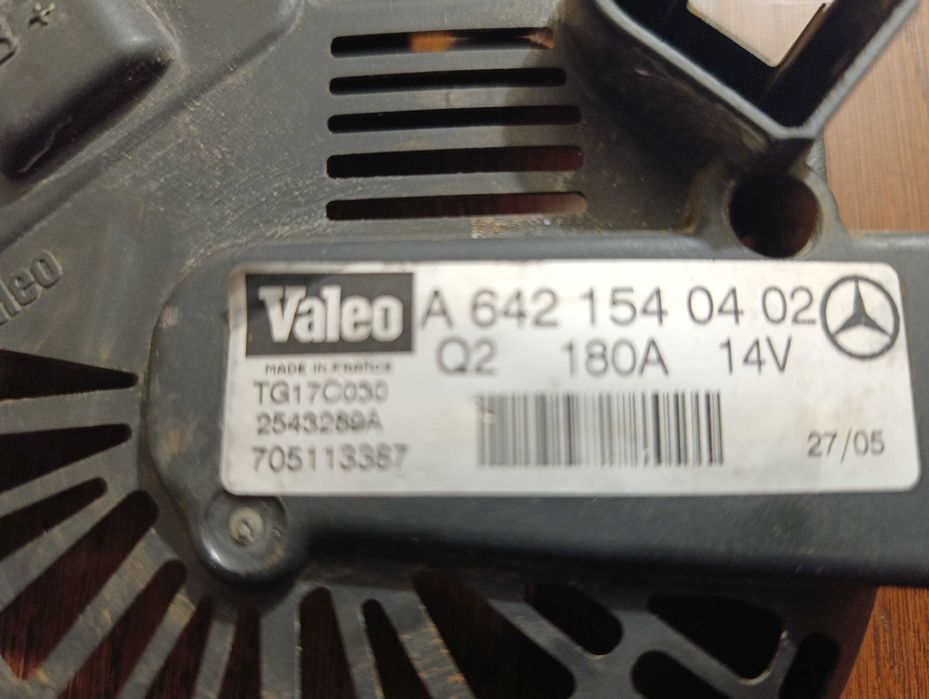 Valeo
A 642 154 04 02
Q2 180A 14V
MADE IN FRANCE
TG17C030
2543289A
705113387
27/05